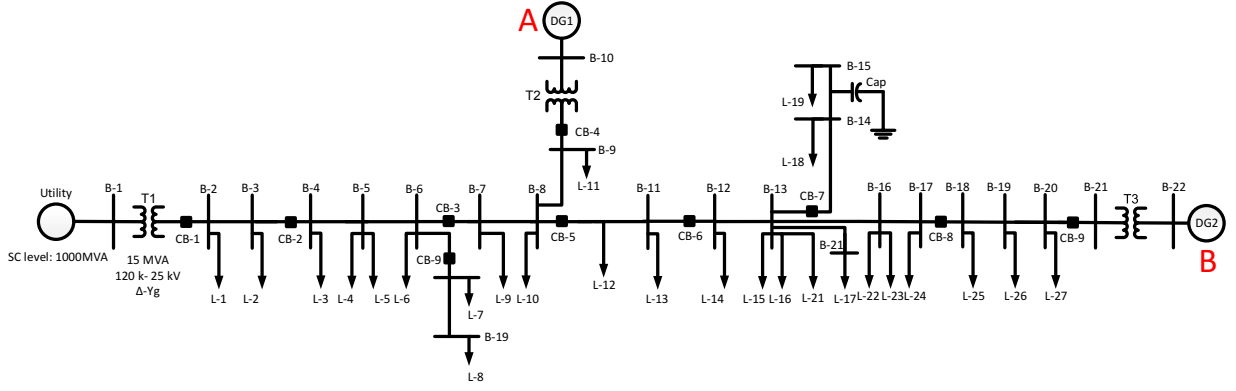 A
DG1
B-10
T2
CB-4
B-9
L-11
B-15
Cap
L-19
B-14
L-18
Utility
B-1
T1
B-2
B-3
B-4
B-5
B-6
B-7
B-8
B-11
B-12
B-13
B-16
B-17
B-18
B-19
B-20
B-21
B-22
CB-1
CB-2
CB-3
CB-5
CB-6
CB-7
CB-8
CB-9
T3
DG2
B
SC level: 1000MVA
15 MVA
120 k- 25 kV
Δ-Yg
CB-9
B-21
L-1
L-2
L-3
L-4
L-5
L-6
L-7
L-9
L-10
L-12
L-13
L-14
L-15
L-16
L-21
L-17
L-22
L-23
L-24
L-25
L-26
L-27
B-19
L-8